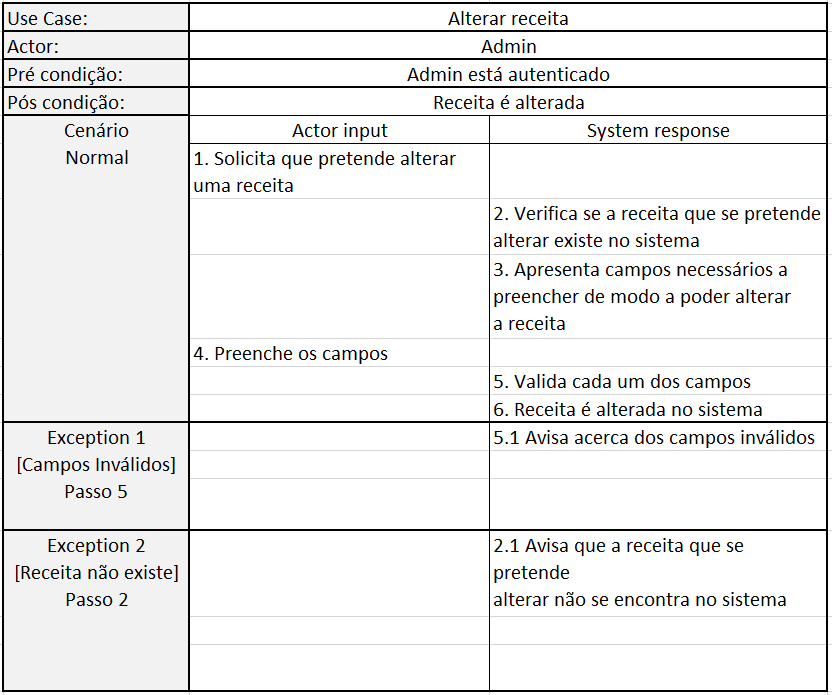 Use Case:
Alterar receita
Actor:
Admin
Pré condição:
Admin está autenticado
Pós condição:
Receita é alterada
Cenário
Normal
Actor input
System response
1. Solicita que pretende alterar
uma receita
2. Verifica se a receita que se pretende
alterar existe no sistema
3. Apresenta campos necessários a
preencher de modo a poder alterar
a receita
4. Preenche os campos
5. Valida cada um dos campos
6. Receita é alterada no sistema
Exception 1
[Campos Inválidos]
Passo 5
5.1 Avisa acerca dos campos inválidos
Exception 2
[Receita não existe]
Passo 2
2.1 Avisa que a receita que se
pretende
alterar não se encontra no sistema